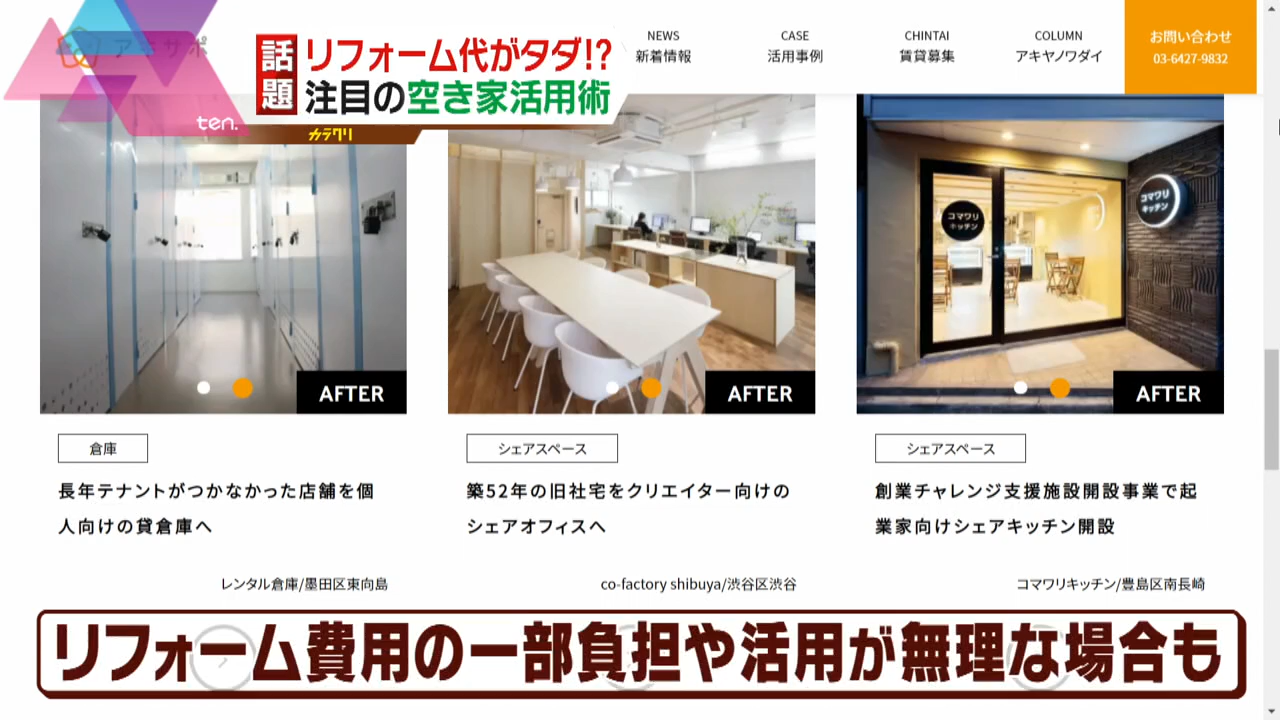 アキサポ
話題
リフォーム代がタダ!?
注目の空き家活用術
ten.
カラクリ
NEWS
新着情報
CASE
活用事例
CHINTAI
賃貸募集
COLUMN
アキヤノワダイ
お問い合わせ
03-6427-9832
コマワリ
キッチン
コマワリ
キッチン
AFTER
AFTER
AFTER
倉庫
シェアスペース
シェアスペース
長年テナントがつかなかった店舗を個
人向けの貸倉庫へ
築52年の旧社宅をクリエイター向けの
シェアオフィスへ
創業チャレンジ支援施設開設事業で起
業家向けシェアキッチン開設
レンタル倉庫/墨田区東向島
co-factory shibuya/渋谷区渋谷
コマワリキッチン/豊島区南長崎
リフォーム費用の一部負担や活用が無理な場合も